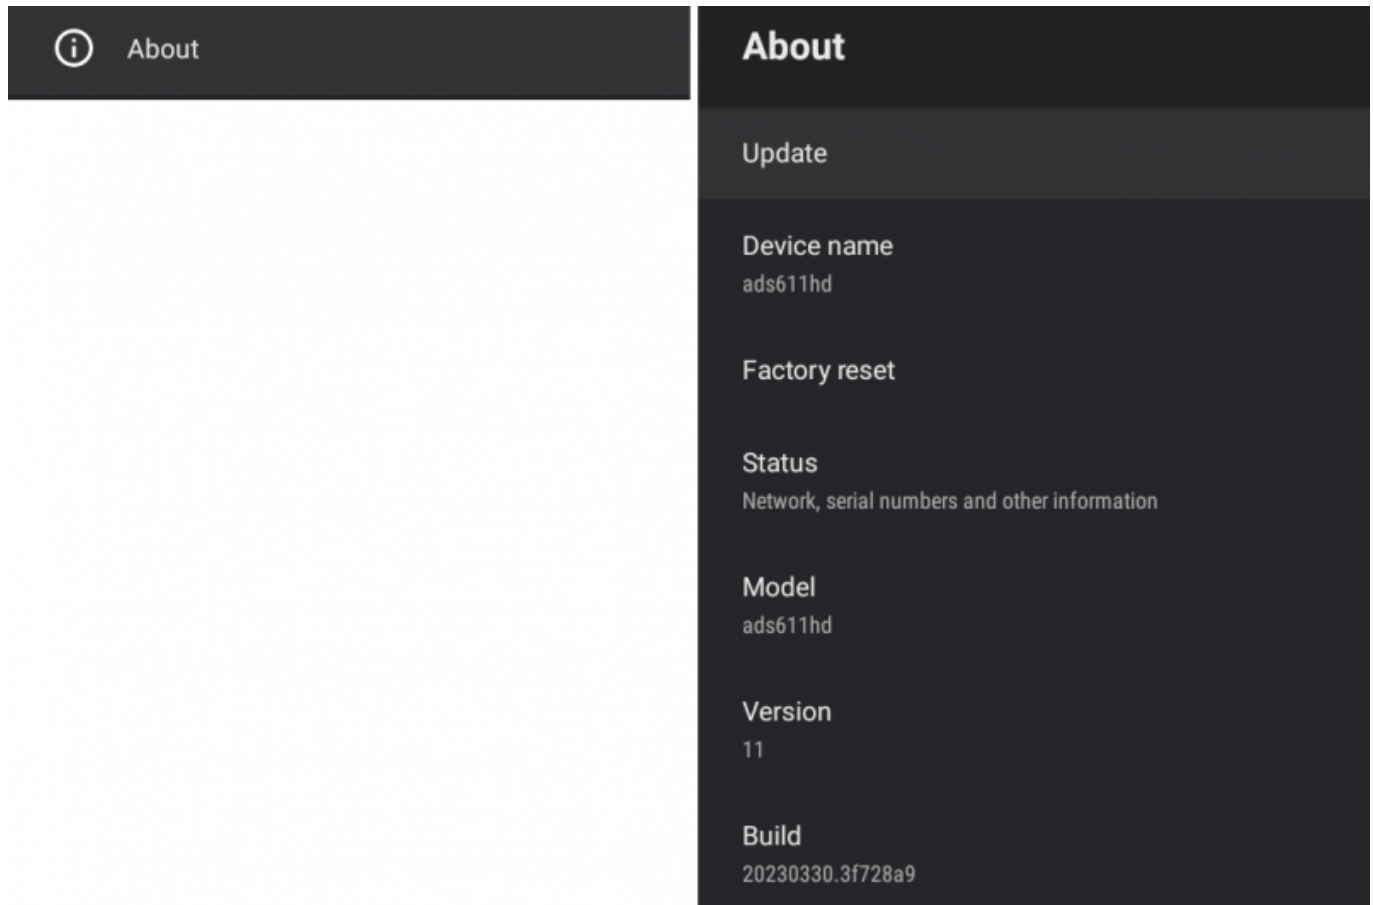 About
About
Update
Device name
ads611hd
Factory reset
Status
Network, serial numbers and other information
Model
ads611hd
Version
11
Build
20230330.3f728a9